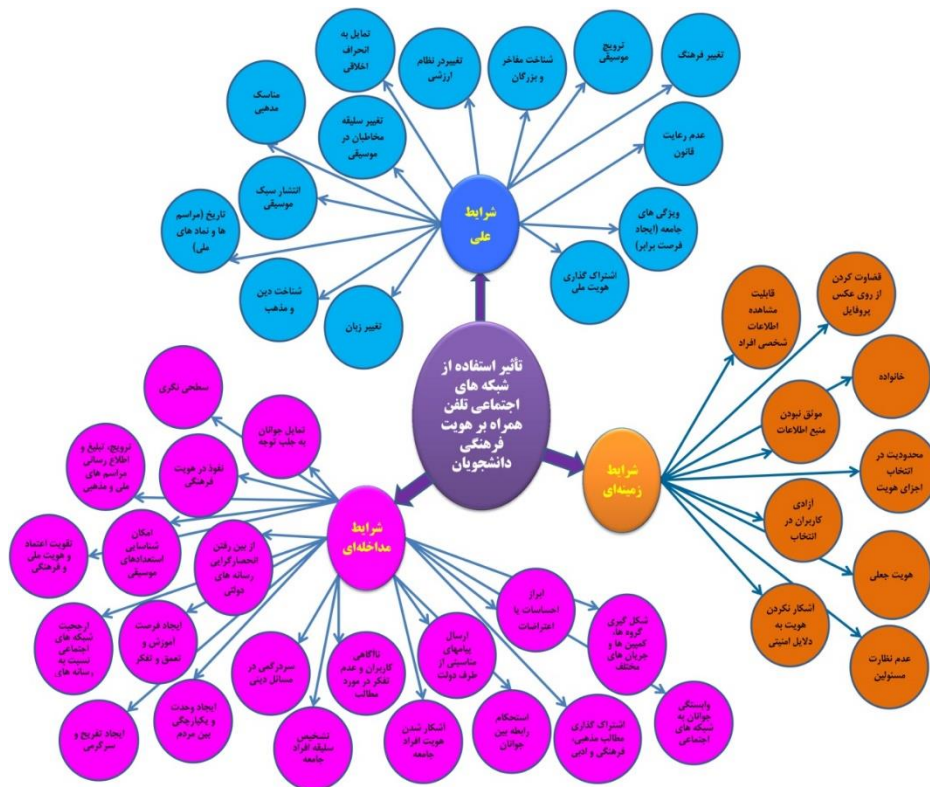 تمایل به
انحراف
اخلاقی
تغییردر نظام
ارزشی
شناخت مفاخر
و بزرگان
ترویج
موسیقی
تغییر فرهنگ
مناسک
مذهبی
تغییر سلیقه
مخاطبان در
موسیقی
عدم رعایت
قانون
انتشار سبک
موسیقی
شرایط
علی
تاریخ (مراسم
ها و نماد های
ملی)
ویژگی های
جامعه (ایجاد
فرصت برابر)
شناخت دین
و مذهب
اشتراک گذاری
هویت ملی
تغییر زبان
تأثیر استفاده از
شبکه های
اجتماعی تلفن
همراه بر هویت
فرهنگی
دانشجویان
قابلیت
مشاهده
اطلاعات
شخصی افراد
قضاوت کردن
از روی عکس
پروفایل
خانواده
موثق نبودن
منبع اطلاعات
شرایط
زمینه‌ای
محدودیت در
انتخاب
اجزای هویت
آزادی
کاربران در
انتخاب
هویت جعلی
آشکار نکردن
هویت به
دلایل امنیتی
عدم نظارت
مسئولین
سطحی نگری
تمایل جوانان
به جلب توجه
ترویج، تبلیغ و
اطلاع رسانی
مراسم های
ملی و مذهبی
نفوذ در هویت
فرهنگی
شرایط
مداخله‌ای
تقویت اعتماد
و هویت ملی
و فرهنگی
امکان
شناسایی
استعدادهای
موسیقی
از بین رفتن
انحصارگرایی
رسانه های
دولتی
ارجحیت
شبکه های
اجتماعی
نسبت به
رسانه های
ایجاد فرصت
آموزش و
تعمق و تفکر
سردرگمی در
مسائل دینی
ناآگاهی
کاربران و عدم
تفکر در مورد
مطالب
ارسال
پیامهای
مناسبتی از
طرف دولت
ابراز
احساسات یا
اعتراضات
شکل گیری
گروه ها،
کمپین ها و
جریان های
مختلف
ایجاد تفریح و
سرگرمی
ایجاد وحدت
و یکپارچگی
بین مردم
تشخیص
سلیقه افراد
جامعه
آشکار شدن
هویت افراد
جامعه
استحکام
رابطه بین
جوانان
اشتراک گذاری
مطالب مذهبی،
فرهنگی و ادبی
وابستگی
جوانان به
شبکه های
اجتماعی